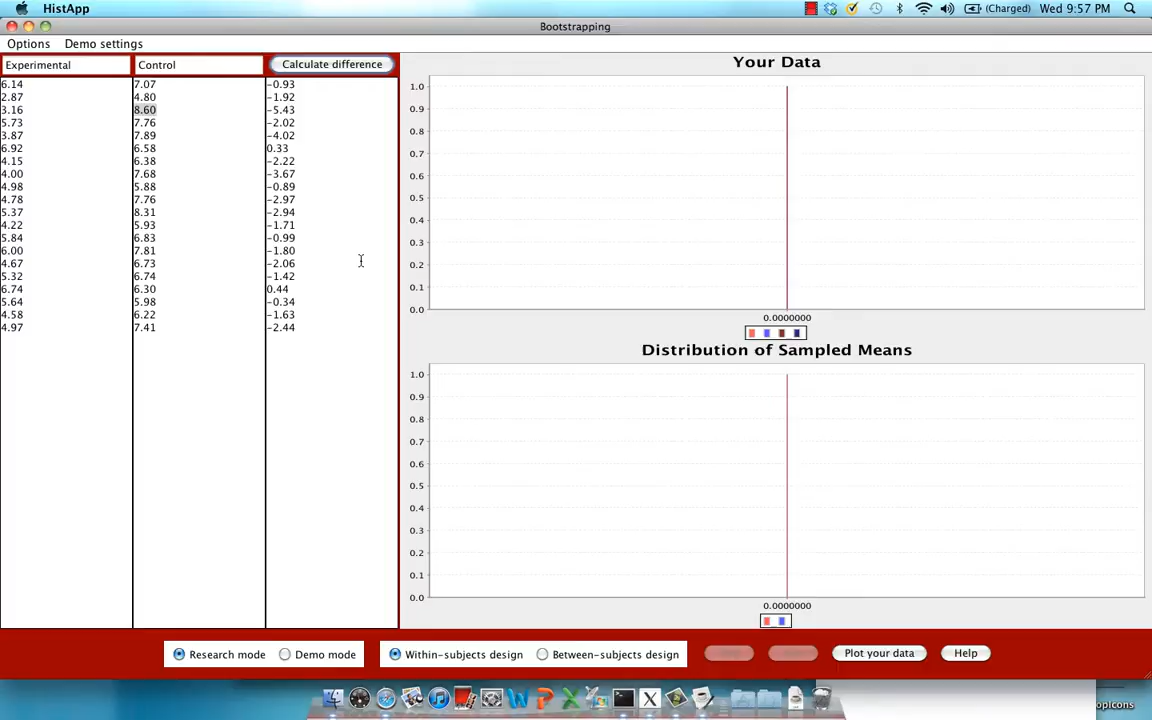 HistApp
(Charged) Wed 9:57 PM
Bootstrapping
Options Demo settings
Experimental Control Calculate difference
6.14 7.07 -0.93
2.87 4.80 -1.92
3.16 8.60 -5.43
5.73 7.76 -2.02
3.87 7.89 -4.02
6.92 6.58 0.33
4.15 6.38 -2.22
4.00 7.68 -3.67
4.98 5.88 -0.89
4.78 7.76 -2.97
5.37 8.31 -2.94
4.22 5.93 -1.71
5.84 6.83 -0.99
6.00 7.81 -1.80
4.67 6.73 -2.06
5.32 6.74 -1.42
6.74 6.30 0.44
5.64 5.98 -0.34
4.58 6.22 -1.63
4.97 7.41 -2.44
Your Data
1.0
0.9
0.8
0.7
0.6
0.5
0.4
0.3
0.2
0.1
0.0
0.0000000
Distribution of Sampled Means
1.0
0.9
0.8
0.7
0.6
0.5
0.4
0.3
0.2
0.1
0.0
0.0000000
Research mode Demo mode Within-subjects design Between-subjects design Plot your data Help
opIcons